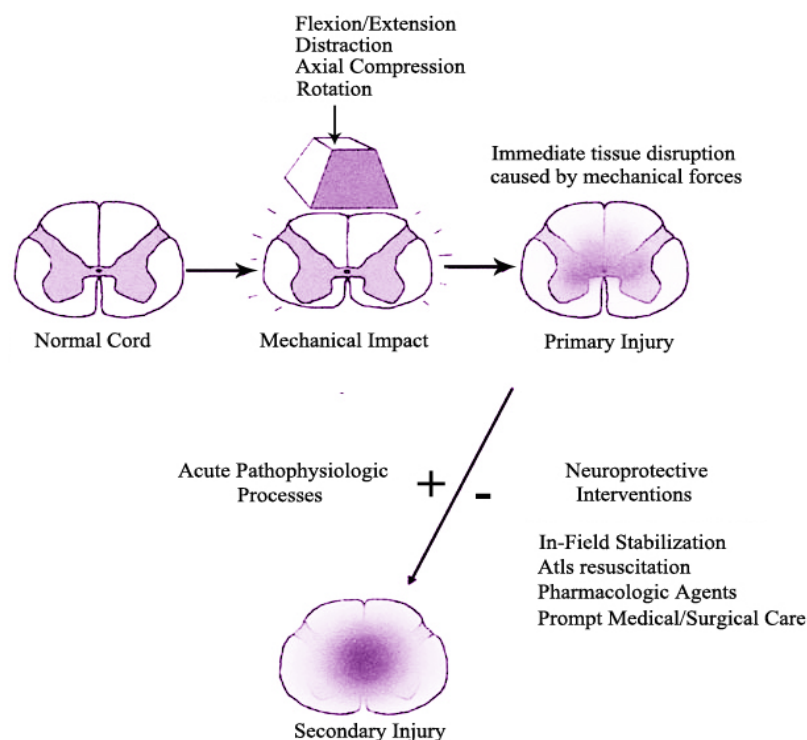 Flexion/Extension
Distraction
Axial Compression
Rotation
Immediate tissue disruption
caused by mechanical forces
Normal Cord
Mechanical Impact
Primary Injury
Acute Pathophysiologic
Processes
+
-
Neuroprotective
Interventions
In-Field Stabilization
Atls resuscitation
Pharmacologic Agents
Prompt Medical/Surgical Care
Secondary Injury